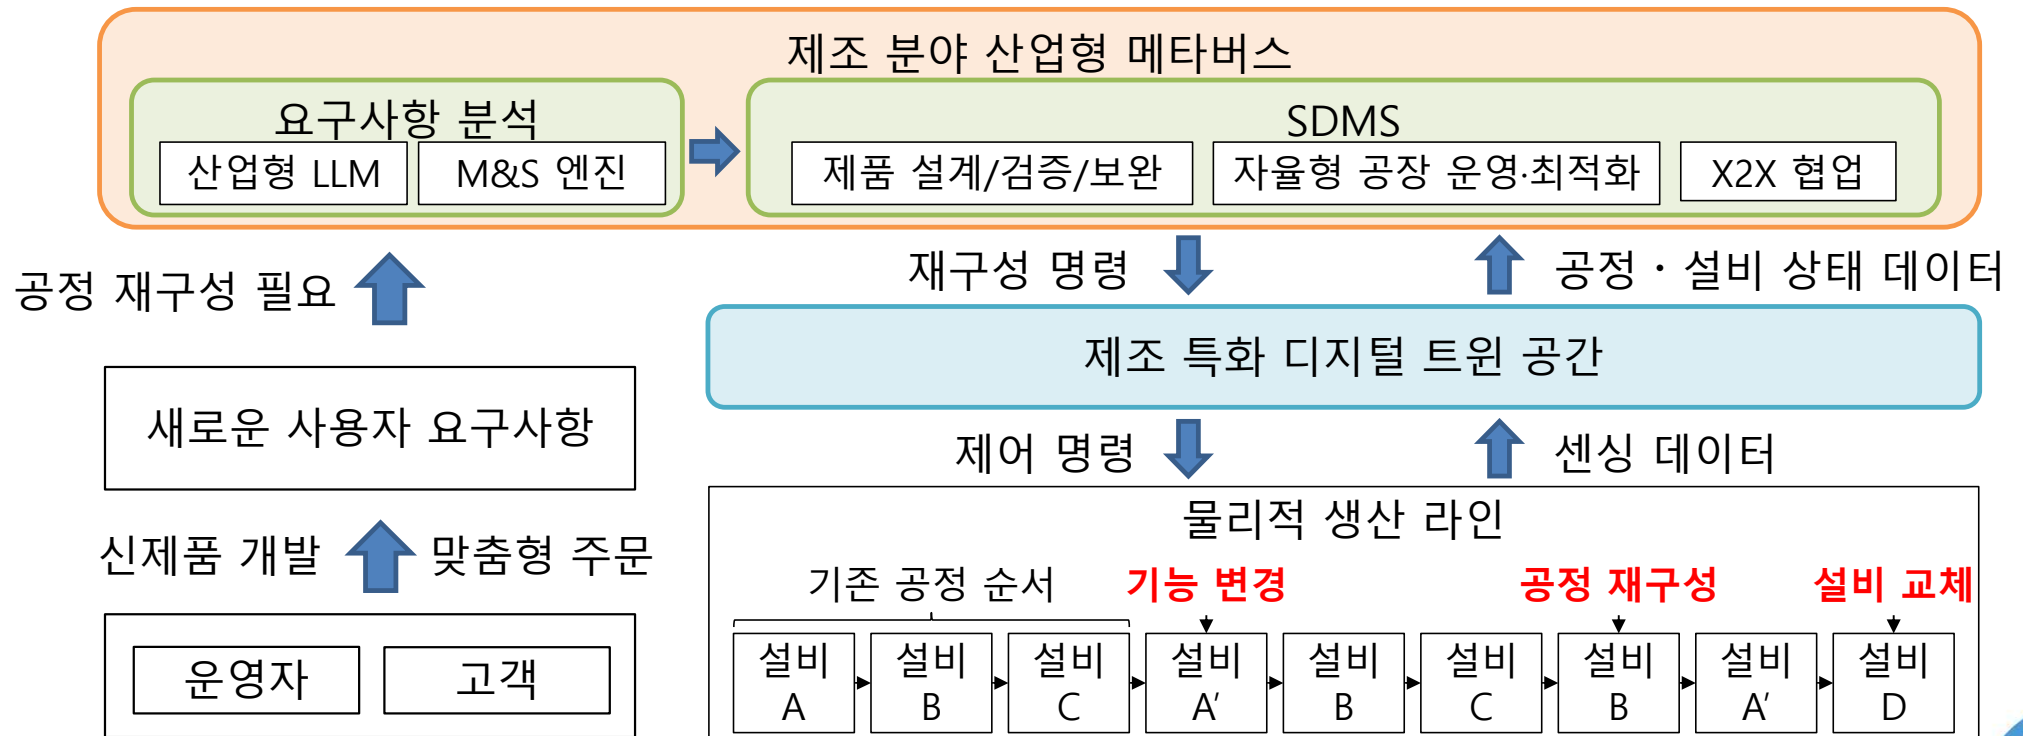 제조 분야 산업형 메타버스
요구사항 분석
산업형 LLM
M&S 엔진
SDMS
제품 설계/검증/보완
자율형 공장 운영·최적화
X2X 협업
공정 재구성 필요
재구성 명령
공정·설비 상태 데이터
제조 특화 디지털 트윈 공간
새로운 사용자 요구사항
제어 명령
센싱 데이터
신제품 개발
맞춤형 주문
운영자
고객
물리적 생산 라인
기존 공정 순서
기능 변경
공정 재구성
설비 교체
설비
A
설비
B
설비
C
설비
A'
설비
B
설비
C
설비
B
설비
A'
설비
D